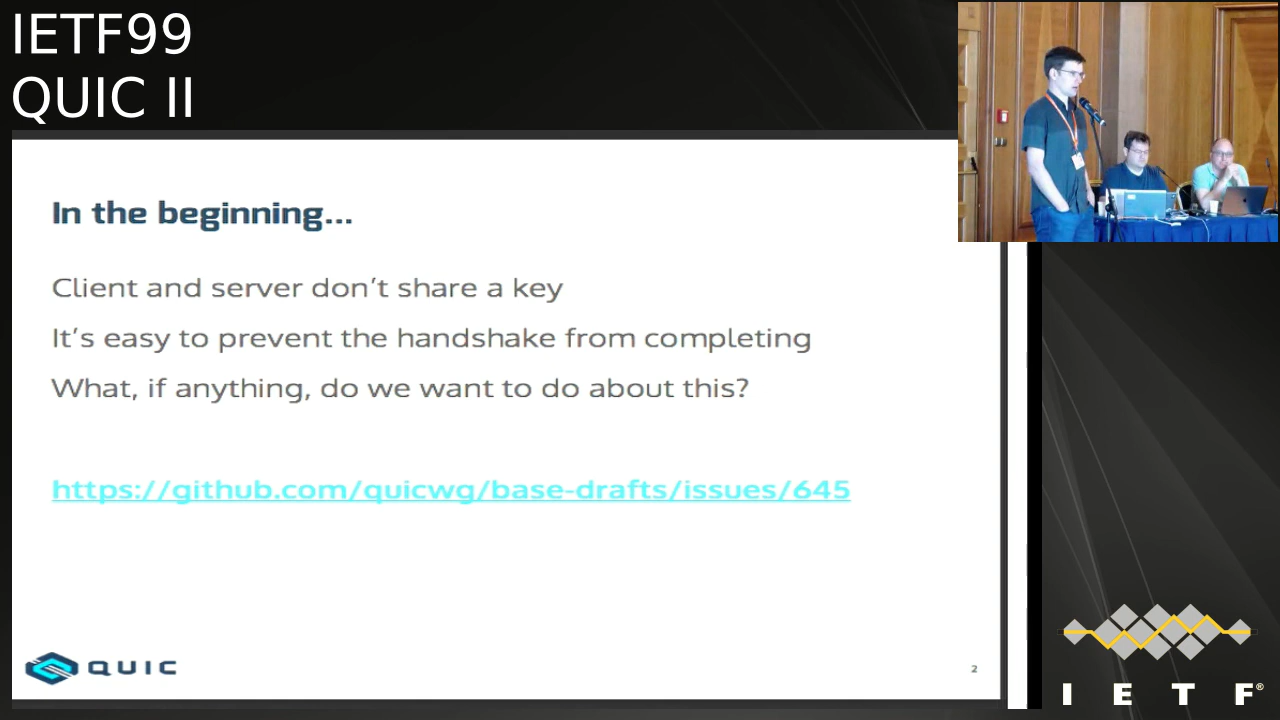 IETF99
QUIC II
In the beginning...
Client and server don't share a key
It's easy to prevent the handshake from completing
What, if anything, do we want to do about this?
https://github.com/quicwg/base-drafts/issues/645
QUIC
2
I E T F®